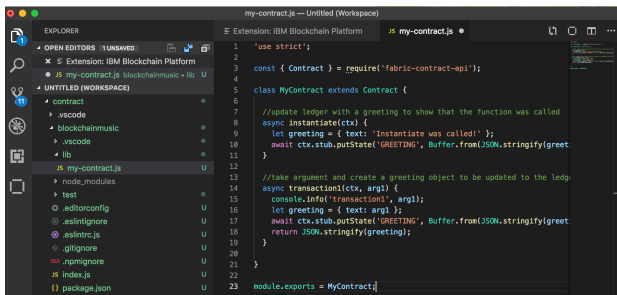 my-contract.js — Untitled (Workspace)
EXPLORER
OPEN EDITORS 1 UNSAVED
Extension: IBM Blockchain Platform
JS my-contract.js blockchainmusic • lib U
UNTITLED (WORKSPACE)
contract
.vscode
blockchainmusic
.vscode
lib
JS my-contract.js U
node_modules
test
.editorconfig U
.eslintignore U
.eslintrc.js U
.gitignore U
.npmignore U
JS index.js U
{} package.json U
1
11
Extension: IBM Blockchain Platform
JS my-contract.js
1 'use strict';
2
3 const { Contract } = require('fabric-contract-api');
4
5 class MyContract extends Contract {
6
7 //update ledger with a greeting to show that the function was called
8 async instantiate(ctx) {
9 let greeting = { text: 'Instantiate was called!' };
10 await ctx.stub.putState('GREETING', Buffer.from(JSON.stringify(greet
11 }
12
13 //take argument and create a greeting object to be updated to the ledge
14 async transaction1(ctx, arg1) {
15 console.info('transaction1', arg1);
16 let greeting = { text: arg1 };
17 await ctx.stub.putState('GREETING', Buffer.from(JSON.stringify(greet
18 return JSON.stringify(greeting);
19 }
20
21 }
22
23 module.exports = MyContract;